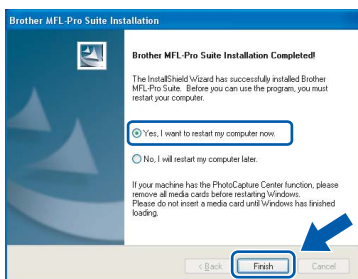 Brother MFL-Pro Suite Installation
Brother MFL-Pro Suite Installation Completed!
The InstallShield Wizard has successfully installed Brother
MFL-Pro Suite. Before you can use the program, you must
restart your computer.
Yes, I want to restart my computer now.
No, I will restart my computer later.
If your machine has the PhotoCapture Center function, please
remove all media cards before restarting Windows.
Please do not insert a media card until Windows has finished
loading.
< Back Finish Cancel